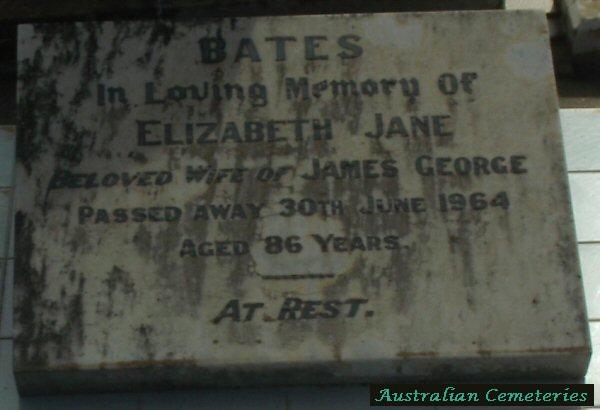 BATES
In Loving Memory Of
ELIZABETH JANE
BELOVED WIFE OF JAMES GEORGE
PASSED AWAY 30TH JUNE 1964
AGED 86 YEARS.
AT REST.
Australian Cemeteries